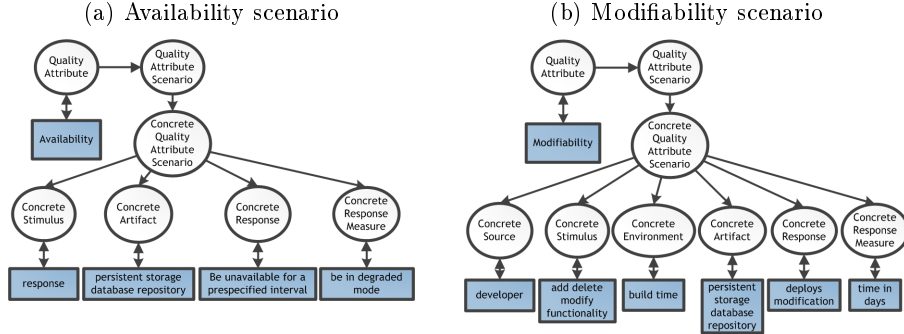 (a) Availability scenario
Quality
Attribute
Quality
Attribute
Scenario
Availability
Concrete
Quality
Attribute
Scenario
Concrete
Stimulus
Concrete
Artifact
Concrete
Response
Concrete
Response
Measure
response
persistent storage
database repository
Be unavailable for a
prespecified interval
be in degraded
mode
(b) Modifiability scenario
Quality
Attribute
Quality
Attribute
Scenario
Modifiability
Concrete
Quality
Attribute
Scenario
Concrete
Source
Concrete
Stimulus
Concrete
Environment
Concrete
Artifact
Concrete
Response
Concrete
Response
Measure
developer
add delete
modify
functionality
build time
persistent
storage
database
repository
deploys
modification
time in
days